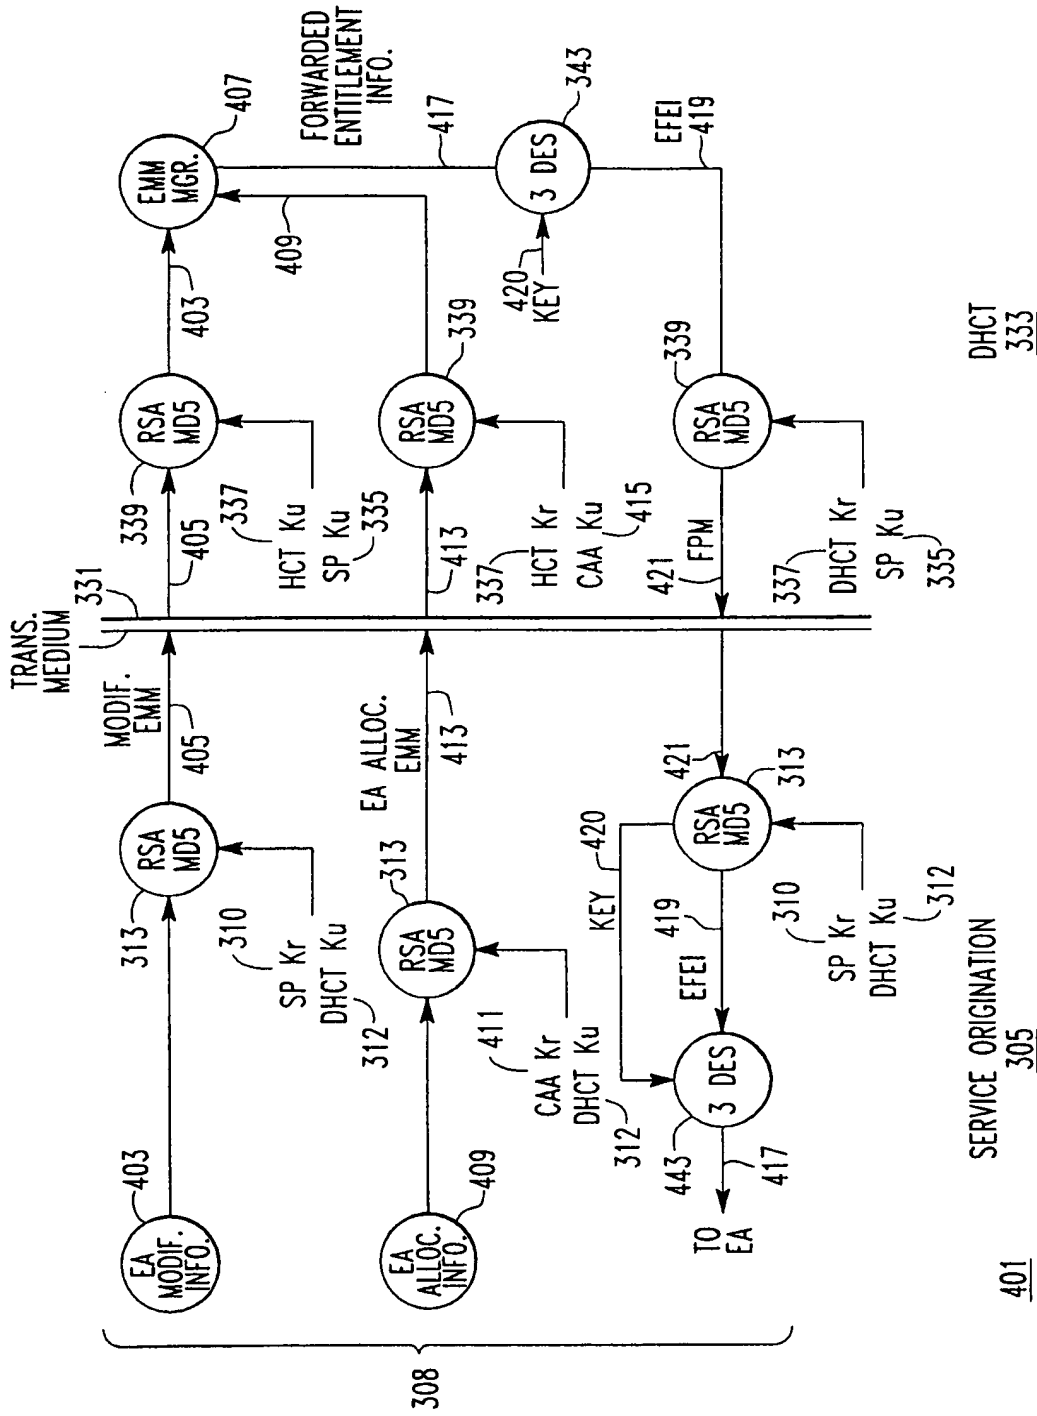 TRANS.
MEDIUM
331
EA
MODIF.
INFO.
403
RSA
MD5
313
310
SP Kr
DHCT Ku
312
MODIF.
EMM
405
405
RSA
MD5
339
337
HCT Ku
SP Ku
335
403
EMM
MGR.
407
FORWARDED
ENTITLEMENT
INFO.
308
EA
ALLOC.
INFO.
409
RSA
MD5
313
411
CAA Kr
DHCT Ku
312
EA ALLOC.
EMM
413
413
RSA
MD5
339
337
HCT Kr
CAA Ku
415
409
417
3 DES
343
420
KEY
TO
EA
417
3 DES
443
KEY
420
EFEI
419
RSA
MD5
313
310
SP Kr
DHCT Ku
312
421
421
FPM
RSA
MD5
339
337
DHCT Kr
SP Ku
335
EFEI
419
401
SERVICE ORIGINATION
305
DHCT
333